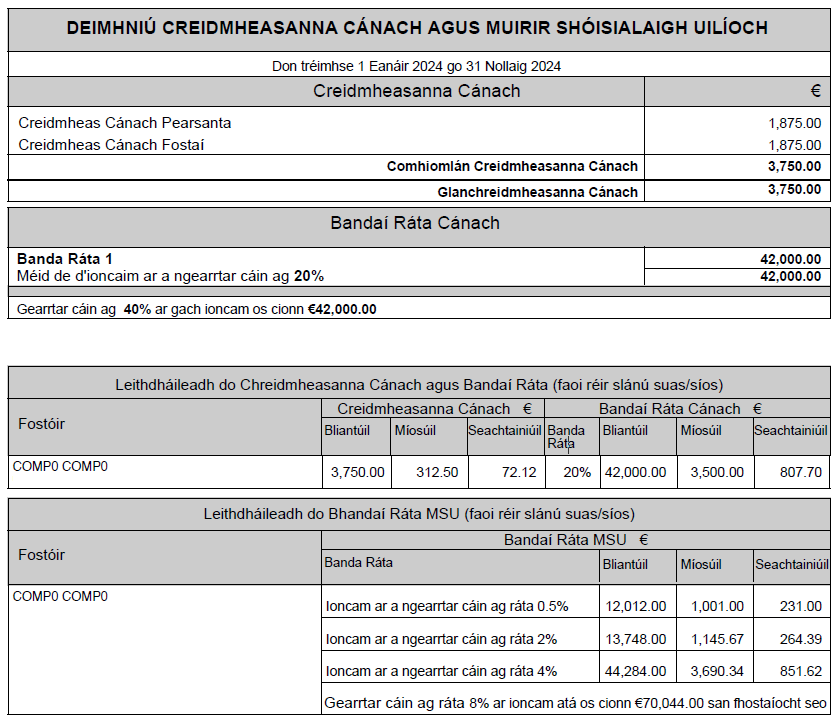 DEIMHNIÚ CREIDMHEASANNA CÁNACH AGUS MUIRIR SHÓISIALAIGH UILÍOCH
Don tréimhse 1 Eanáir 2024 go 31 Nollaig 2024
Creidmheasanna Cánach €
Creidmheas Cánach Pearsanta 1,875.00
Creidmheas Cánach Fostaí 1,875.00
Comhiomlán Creidmheasanna Cánach 3,750.00
Glanchreidmheasanna Cánach 3,750.00
Bandaí Ráta Cánach
Banda Ráta 1 42,000.00
Méid de d'ioncaim ar a ngearrtar cáin ag 20% 42,000.00
Gearrtar cáin ag 40% ar gach ioncam os cionn €42,000.00
Leithdháileadh do Chreidmheasanna Cánach agus Bandaí Ráta (faoi réir slánú suas/síos)
Fostóir Creidmheasanna Cánach € Bandaí Ráta Cánach €
Bliantúil Míosúil Seachtainiúil Banda Ráta Bliantúil Míosúil Seachtainiúil
COMP0 COMP0 3,750.00 312.50 72.12 20% 42,000.00 3,500.00 807.70
Leithdháileadh do Bhandaí Ráta MSU (faoi réir slánú suas/síos)
Fostóir Bandaí Ráta MSU €
Banda Ráta Bliantúil Míosúil Seachtainiúil
COMP0 COMP0
Ioncam ar a ngearrtar cáin ag ráta 0.5% 12,012.00 1,001.00 231.00
Ioncam ar a ngearrtar cáin ag ráta 2% 13,748.00 1,145.67 264.39
Ioncam ar a ngearrtar cáin ag ráta 4% 44,284.00 3,690.34 851.62
Gearrtar cáin ag ráta 8% ar ioncam atá os cionn €70,044.00 san fhostaíocht seo